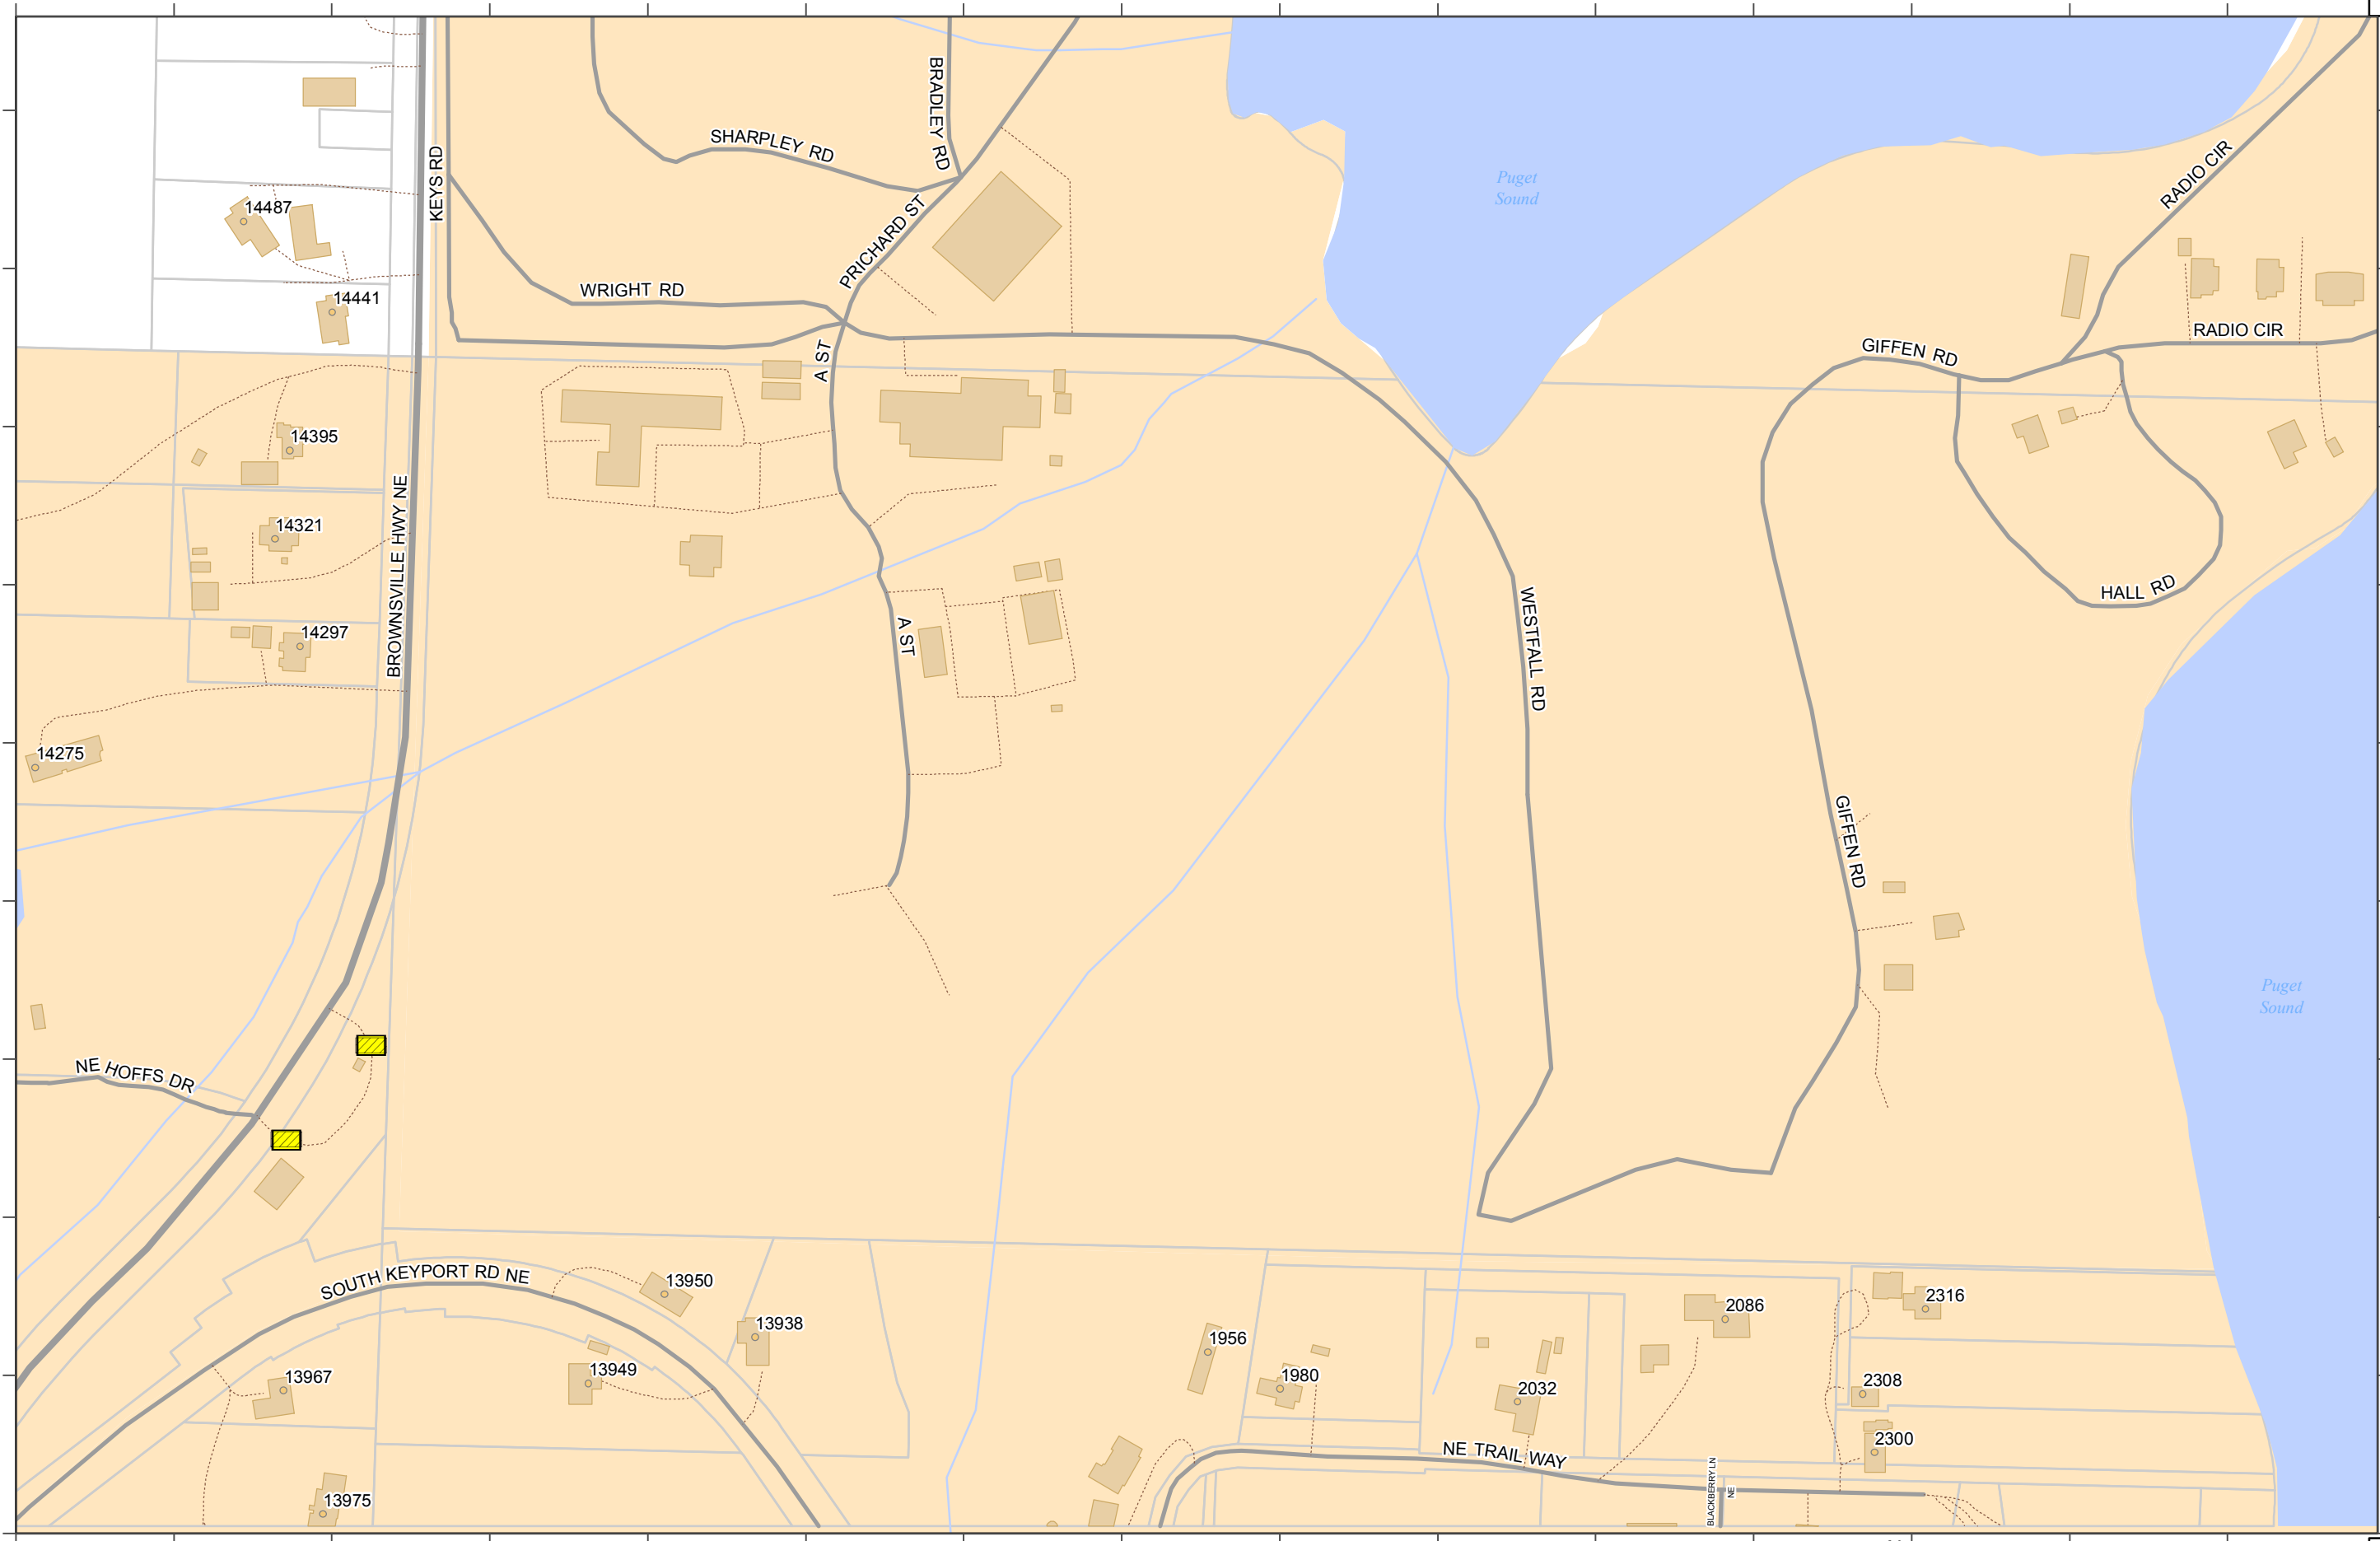 BRADLEY RD
SHARPLEY RD
KEYS RD
RADIO CIR
Puget
Sound
14487
PRICHARD ST
14441
WRIGHT RD
RADIO CIR
A ST
GIFFEN RD
14395
14321
BROWNSVILLE HWY NE
HALL RD
14297
A ST
WESTFALL RD
14275
GIFFEN RD
Puget
Sound
NE HOFFS DR
SOUTH KEYPORT RD NE
13950
13938
2086
2316
1956
13949
13967
1980
2032
2308
2300
NE TRAIL WAY
BLACKBERRY LN
NE
13975